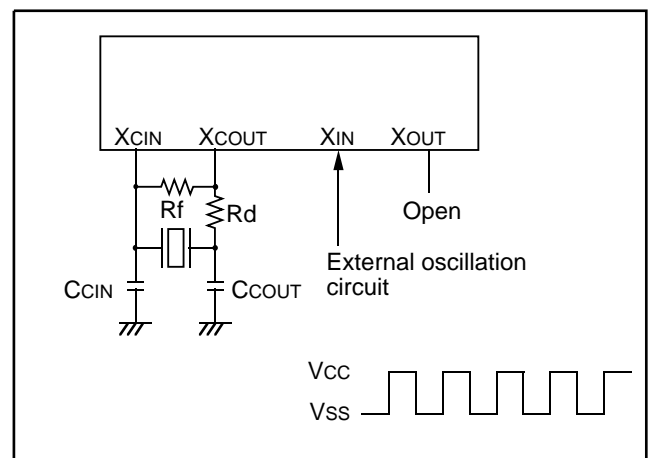 XCIN XCOUT XIN XOUT
Rf Rd
Open
External oscillation
circuit
CCIN CCOUT
VCC
VSS